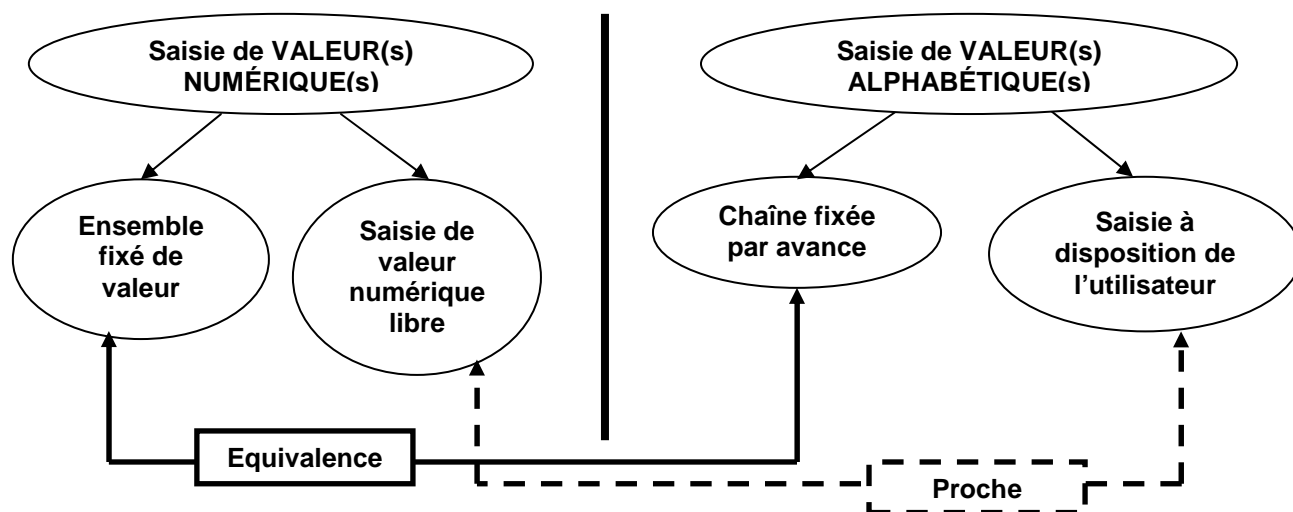 Saisie de VALEUR(s)
NUMÉRIQUE(s)
Saisie de VALEUR(s)
ALPHABÉTIQUE(s)
Ensemble
fixé de
valeur
Saisie de
valeur
numérique
libre
Chaîne fixée
par avance
Saisie à
disposition de
l’utilisateur
Equivalence
Proche